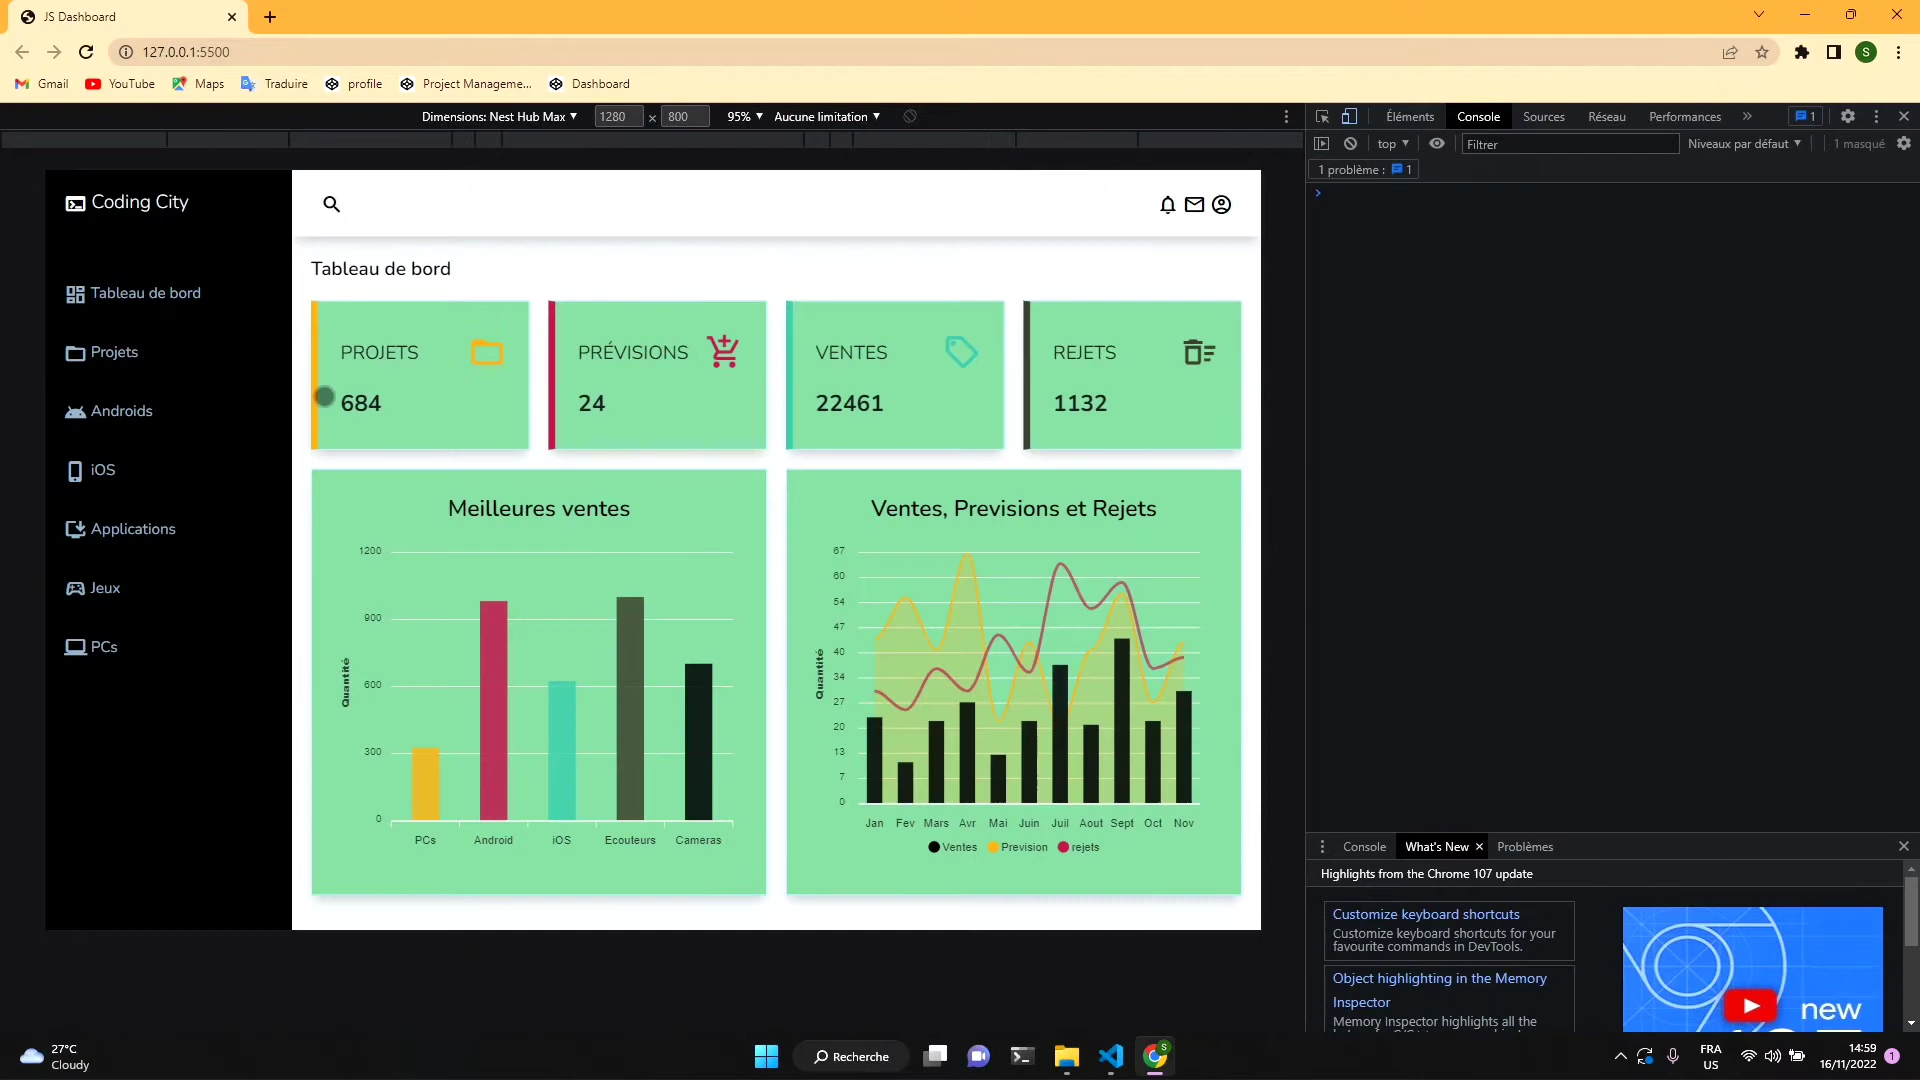 JS Dashboard
127.0.0.1:5500
Gmail
YouTube
Maps
Traduire
profile
Project Manageme...
Dashboard
Dimensions: Nest Hub Max
1280
×
800
95%
Aucune limitation
Éléments
Console
Sources
Réseau
Performances
1
top
Filtrer
Niveaux par défaut
1 masqué
1 problème :
1
Coding City
Tableau de bord
Projets
Androids
iOS
Applications
Jeux
PCs
Tableau de bord
PROJETS
684
PRÉVISIONS
24
VENTES
22461
REJETS
1132
Meilleures ventes
1200
900
600
300
0
Quantité
PCs
Android
iOS
Ecouteurs
Cameras
Ventes, Previsions et Rejets
67
60
54
47
40
34
27
20
13
7
0
Quantité
Jan
Fev
Mars
Avr
Mai
Juin
Juil
Aout
Sept
Oct
Nov
Ventes
Prevision
rejets
Console
What's New
Problèmes
Highlights from the Chrome 107 update
Customize keyboard shortcuts
Customize keyboard shortcuts for your
favourite commands in DevTools.
Object highlighting in the Memory
Inspector
Memory Inspector highlights all the
new
27°C
Cloudy
Recherche
S
FRA
US
14:59
16/11/2022
1